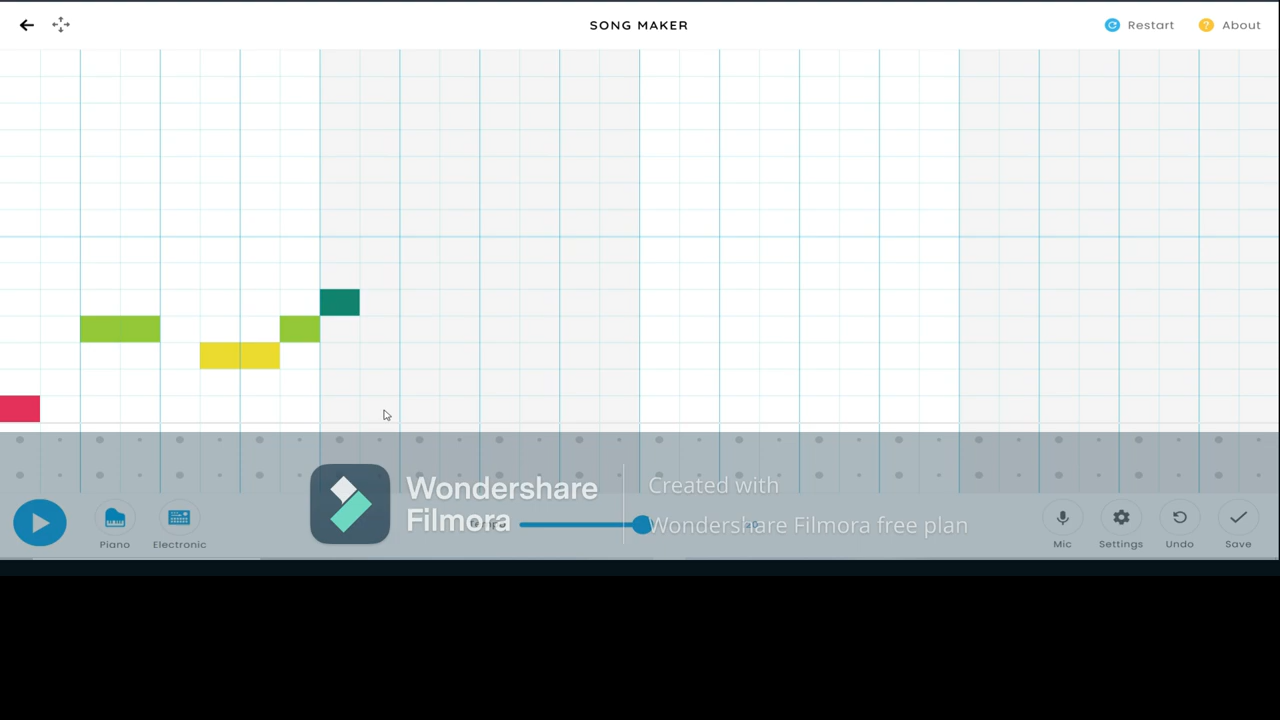 SONG MAKER
Restart
About
Wondershare
Filmora
Created with
Wondershare Filmora free plan
Piano
Electronic
Mic
Settings
Undo
Save